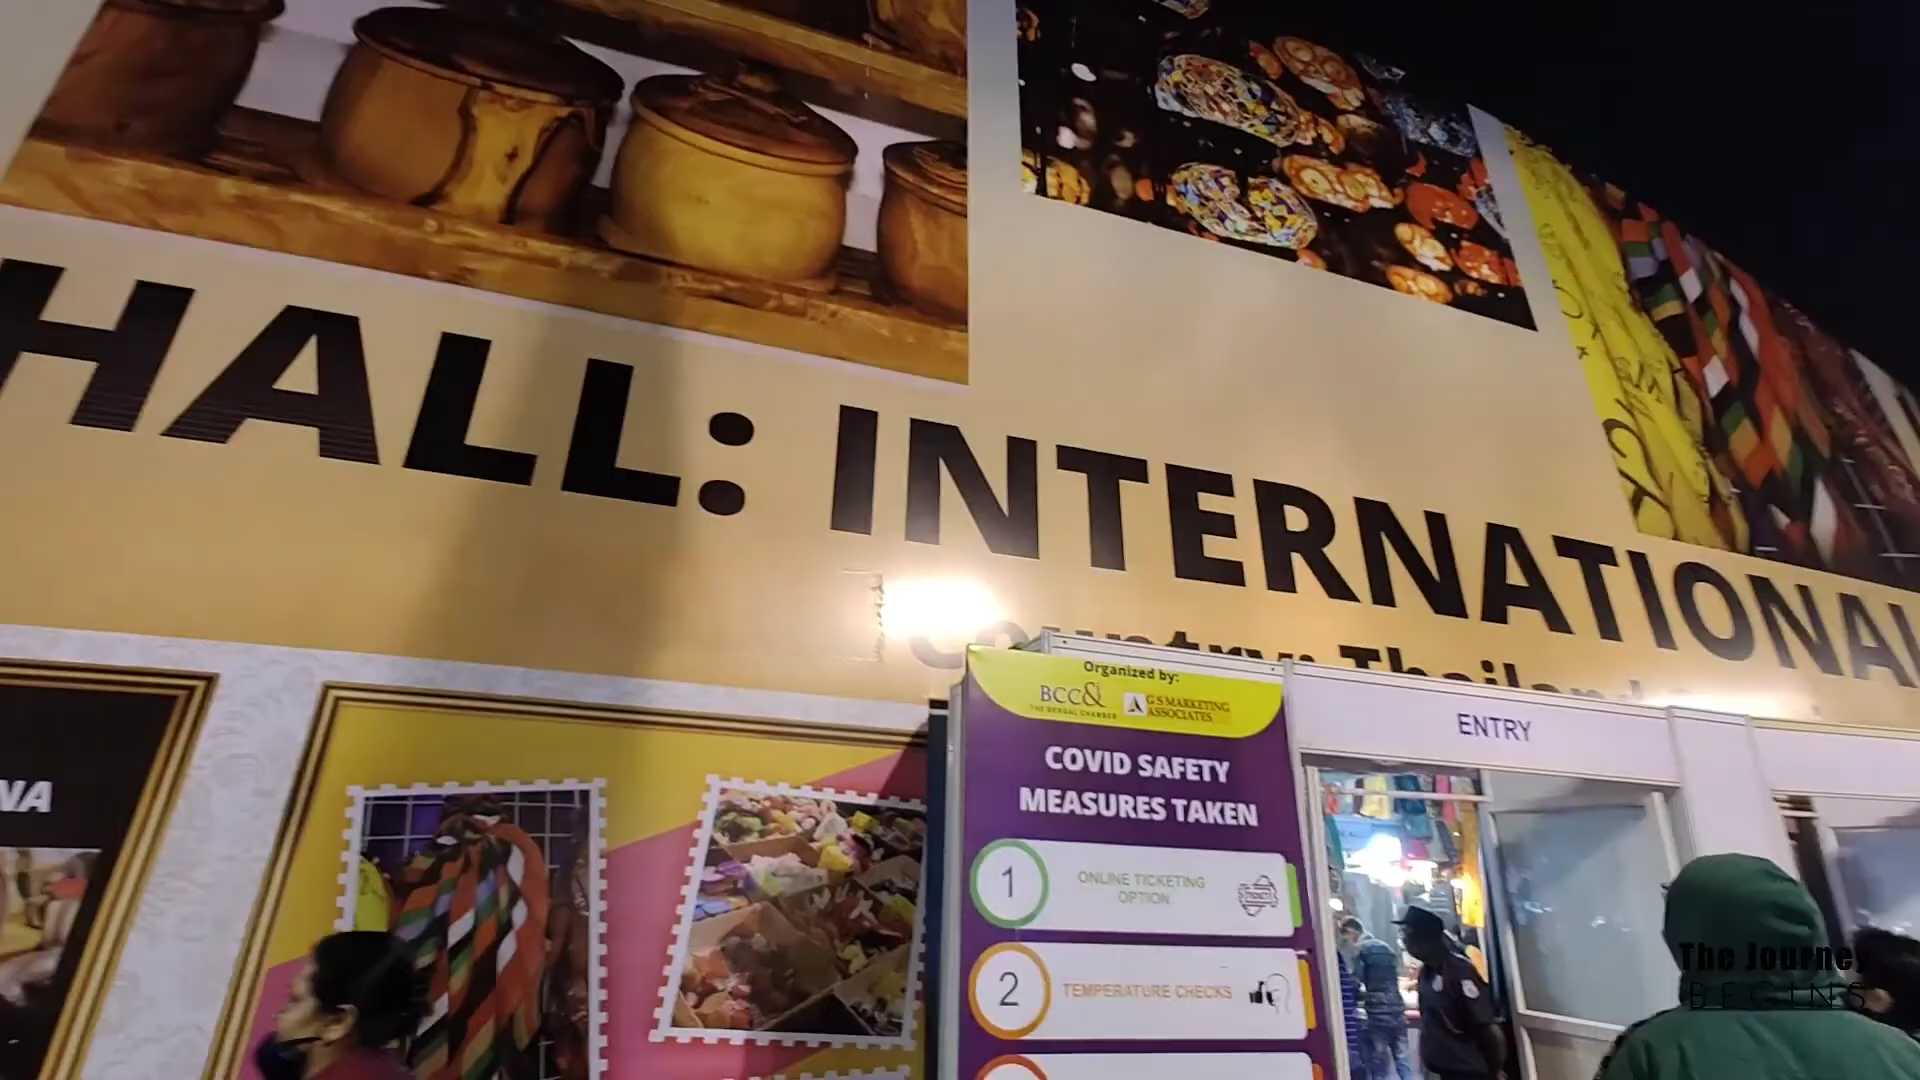 HALL: INTERNATIONAL
Country: Thailand
Organized by:
BCC&I
THE BENGAL CHAMBER
G S MARKETING
ASSOCIATES
ENTRY
COVID SAFETY
MEASURES TAKEN
1
ONLINE TICKETING
OPTION
2
TEMPERATURE CHECKS
The Journey
BEGINS